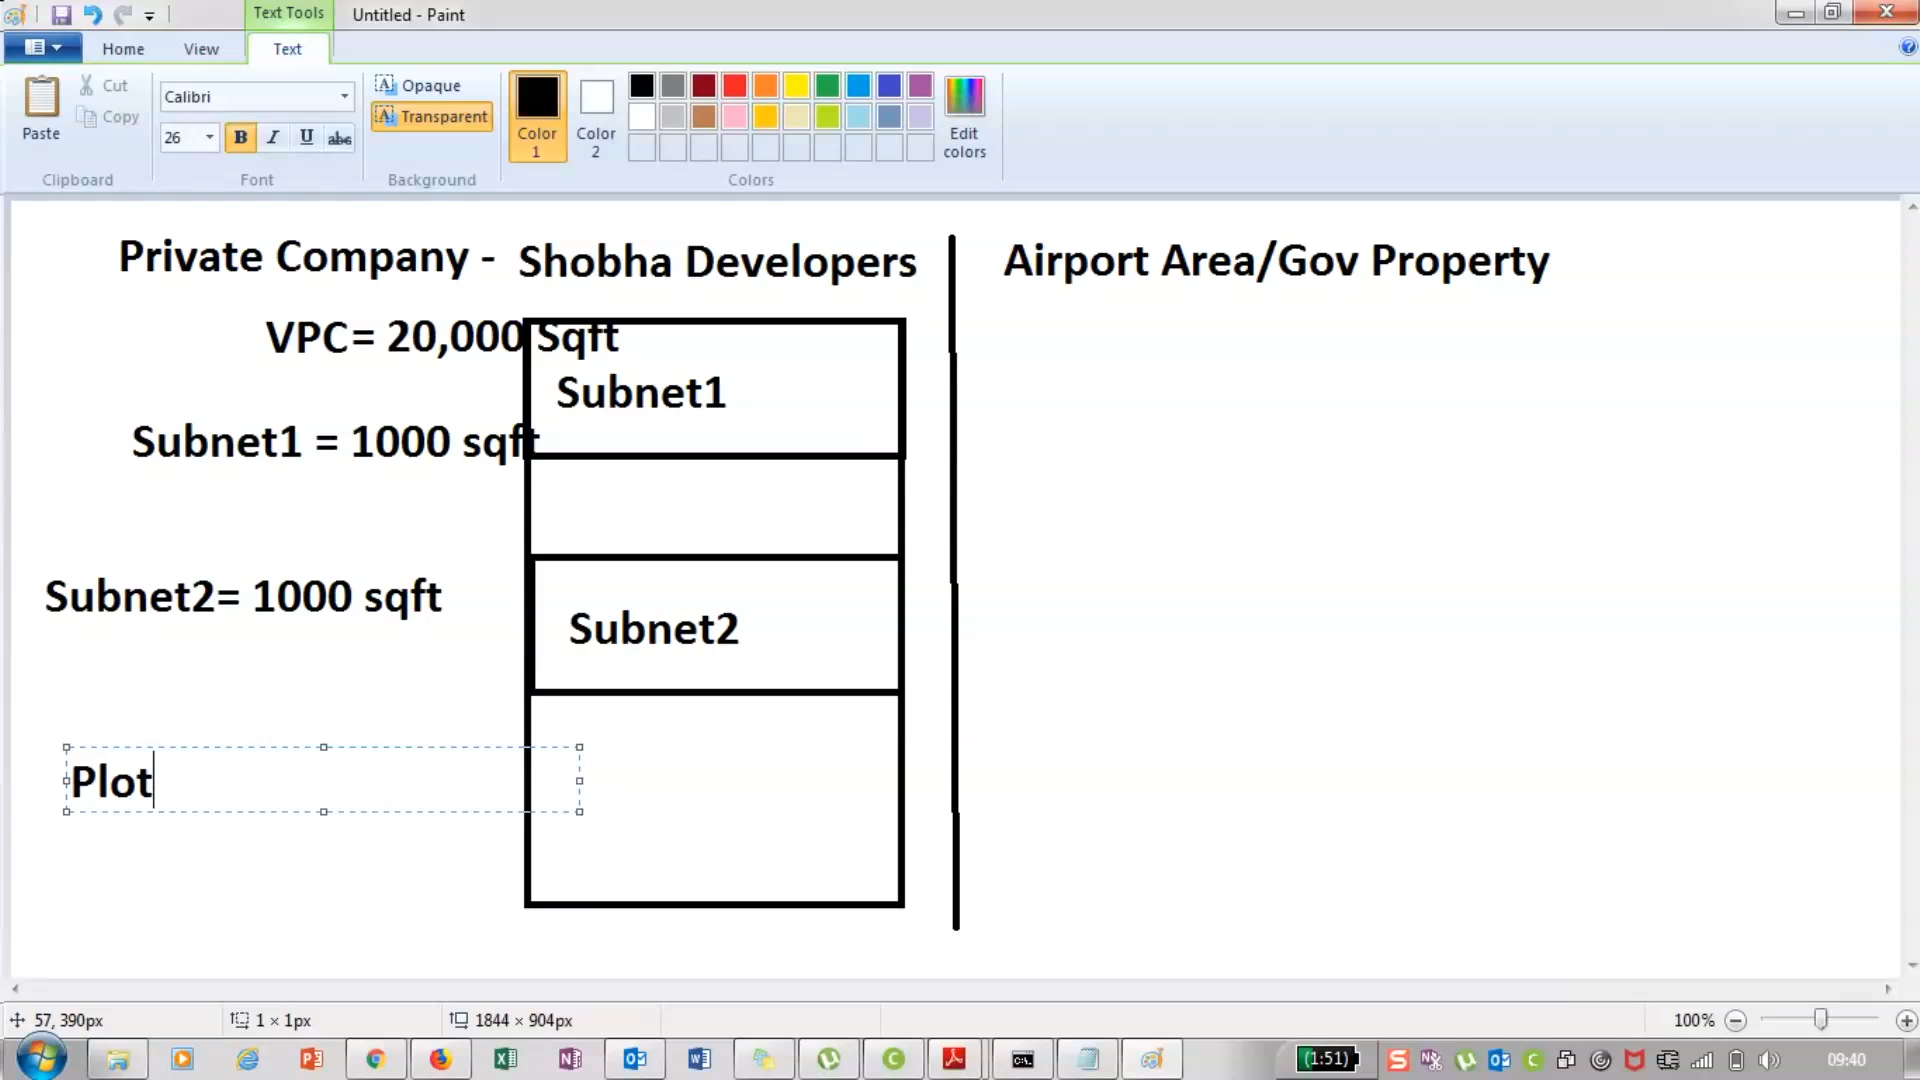 Text Tools
Untitled - Paint
Home
View
Text
Paste
Cut
Copy
Clipboard
Calibri
26
B
I
U
abc
Font
Opaque
Transparent
Background
Color
1
Color
2
Colors
Edit
colors
Private Company -
Shobha Developers
Airport Area/Gov Property
VPC= 20,000 Sqft
Subnet1
Subnet1 = 1000 sqft
Subnet2= 1000 sqft
Subnet2
Plot
57, 390px
1 × 1px
1844 × 904px
100%
(1:51)
09:40